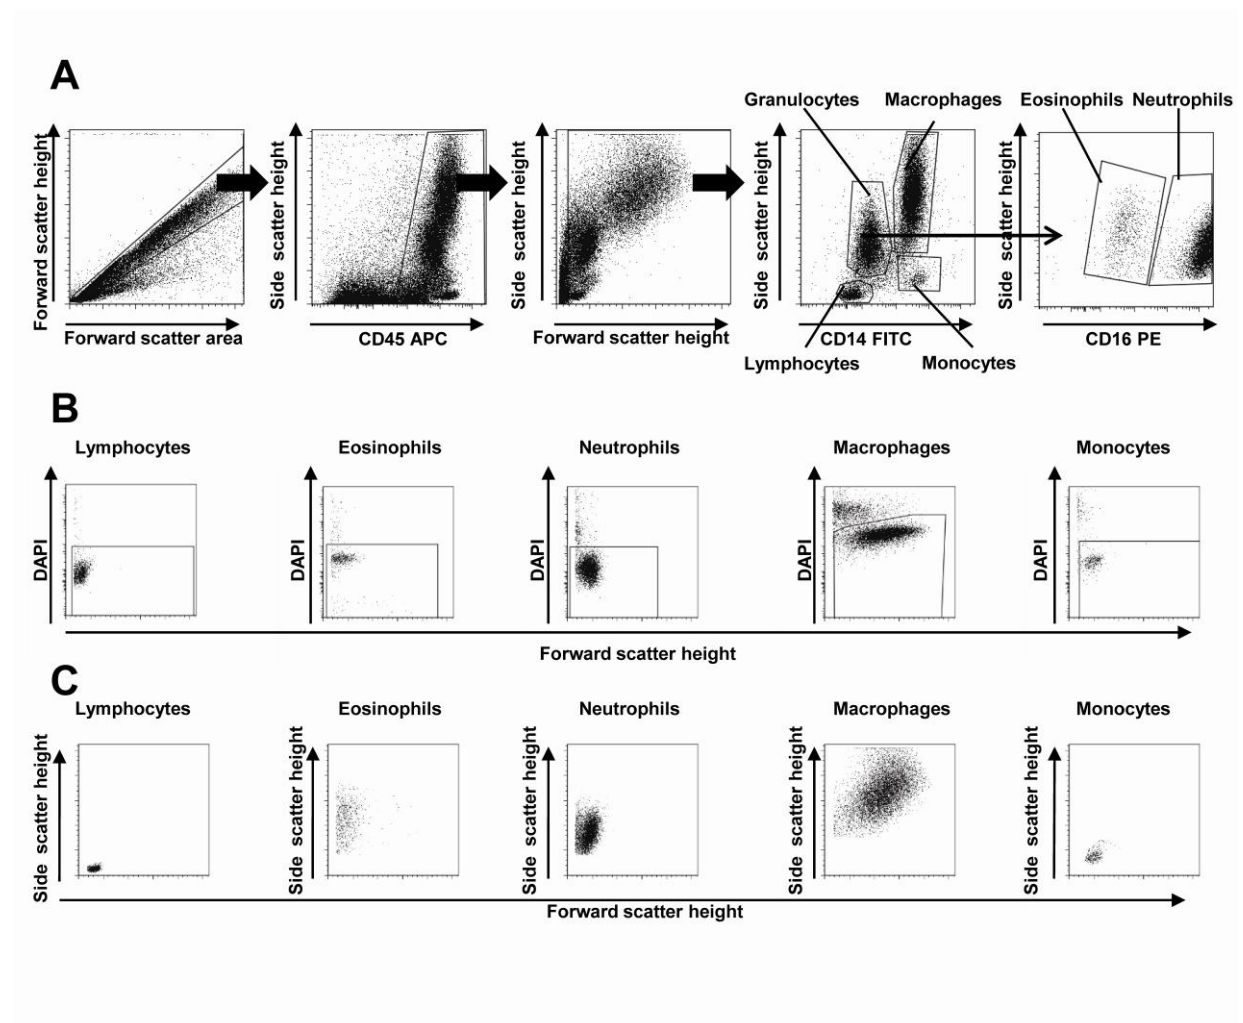 A
Granulocytes
Macrophages
Eosinophils
Neutrophils
Forward scatter height
Side scatter height
Side scatter height
Side scatter height
Side scatter height
Forward scatter area
CD45 APC
Forward scatter height
CD14 FITC
CD16 PE
Lymphocytes
Monocytes
B
Lymphocytes
Eosinophils
Neutrophils
Macrophages
Monocytes
DAPI
DAPI
DAPI
DAPI
DAPI
Forward scatter height
C
Lymphocytes
Eosinophils
Neutrophils
Macrophages
Monocytes
Side scatter height
Side scatter height
Side scatter height
Side scatter height
Side scatter height
Forward scatter height